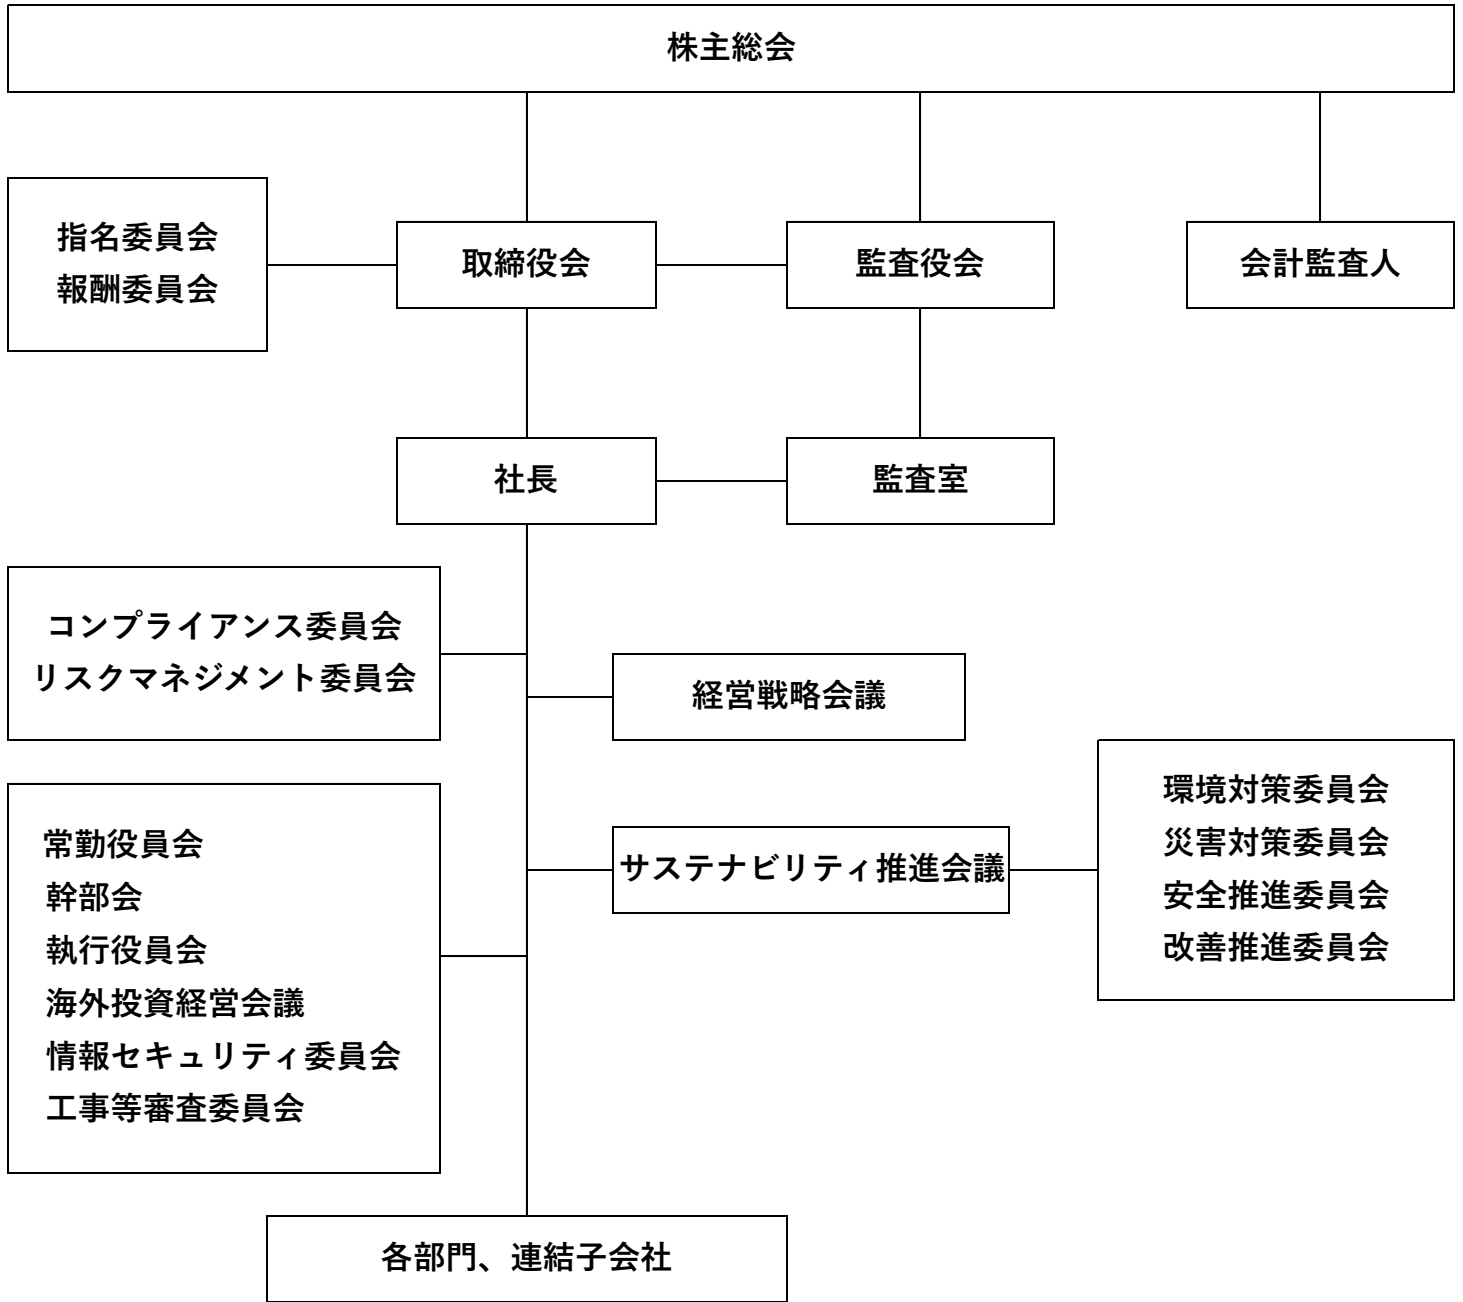 株主総会
指名委員会
報酬委員会
取締役会
監査役会
会計監査人
社長
監査室
コンプライアンス委員会
リスクマネジメント委員会
経営戦略会議
常勤役員会
幹部会
執行役員会
海外投資経営会議
情報セキュリティ委員会
工事等審査委員会
サステナビリティ推進会議
環境対策委員会
災害対策委員会
安全推進委員会
改善推進委員会
各部門、連結子会社